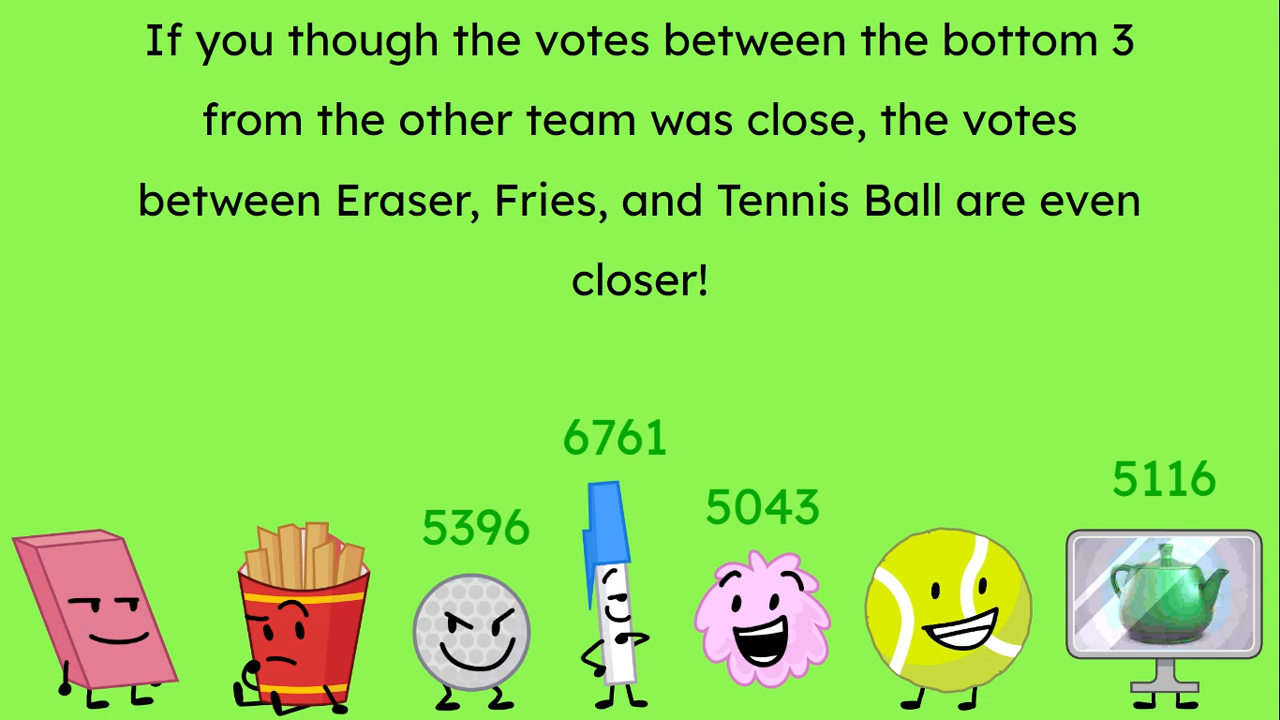 If you though the votes between the bottom 3
from the other team was close, the votes
between Eraser, Fries, and Tennis Ball are even
closer!
6761
5116
5043
5396